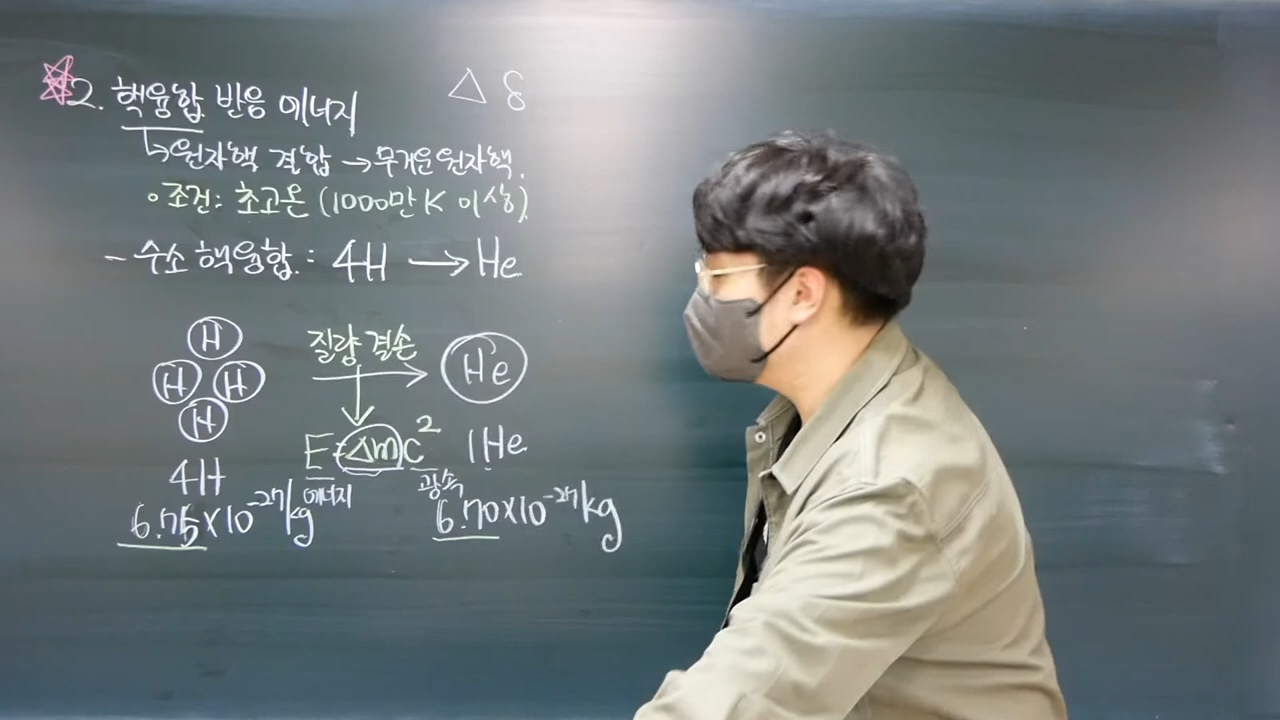 2. 핵융합 반응 에너지
△ δ
↳원자핵 결합 → 무거운 원자핵.
∘조건: 초고온 (1000만K 이상)
- 수소 핵융합 : 4H → He
H
H H
H
질량 결손
He
E=△mc²
에너지
광속
4H
1He
6.75×10⁻²⁷kg
6.70×10⁻²⁷kg